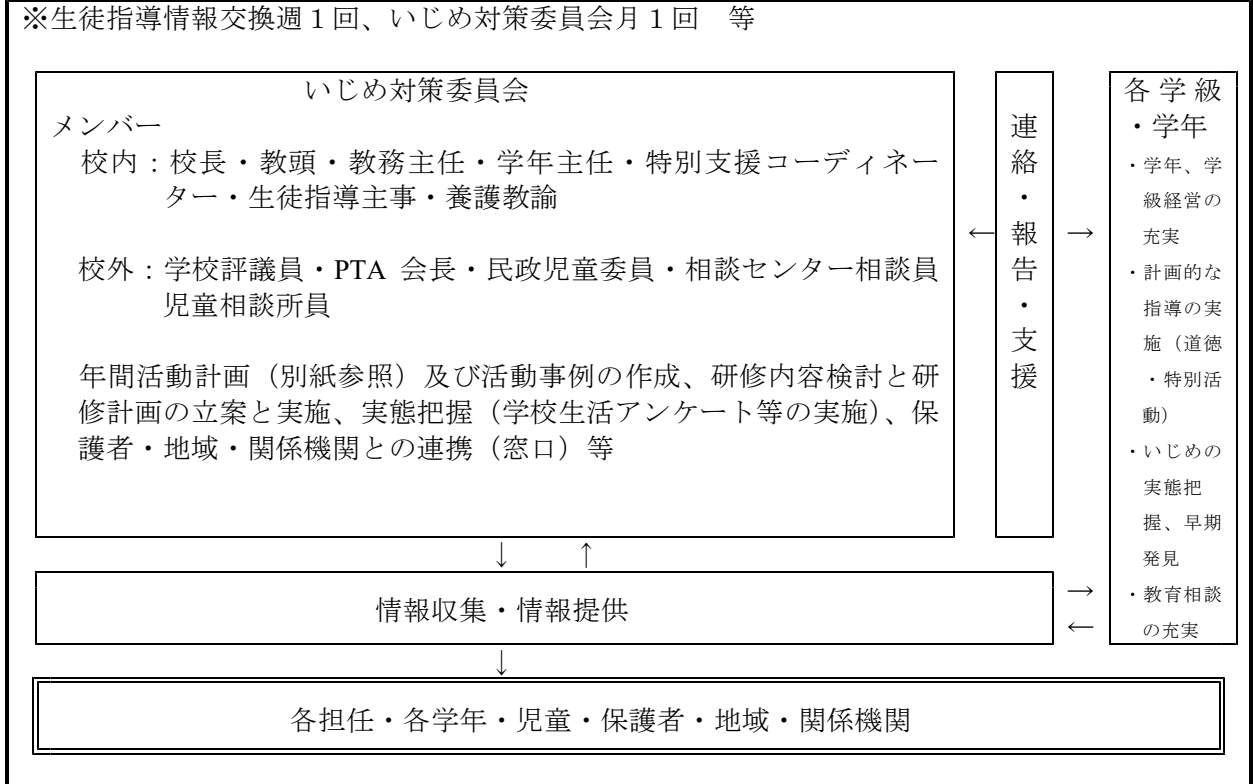 ※生徒指導情報交換週１回、いじめ対策委員会月１回　等
いじめ対策委員会
メンバー
校内：校長・教頭・教務主任・学年主任・特別支援コーディネー
ター・生徒指導主事・養護教諭
校外：学校評議員・PTA 会長・民政児童委員・相談センター相談員
児童相談所員
年間活動計画（別紙参照）及び活動事例の作成、研修内容検討と研
修計画の立案と実施、実態把握（学校生活アンケート等の実施）、保
護者・地域・関係機関との連携（窓口）等
←
連絡・報告・支援
→
各学級
・学年
・学年、学
級経営の
充実
・計画的な
指導の実
施（道徳
・特別活
動）
・いじめの
実態把
握、早期
発見
・教育相談
の充実
↓　↑
情報収集・情報提供
→
←
↓
各担任・各学年・児童・保護者・地域・関係機関